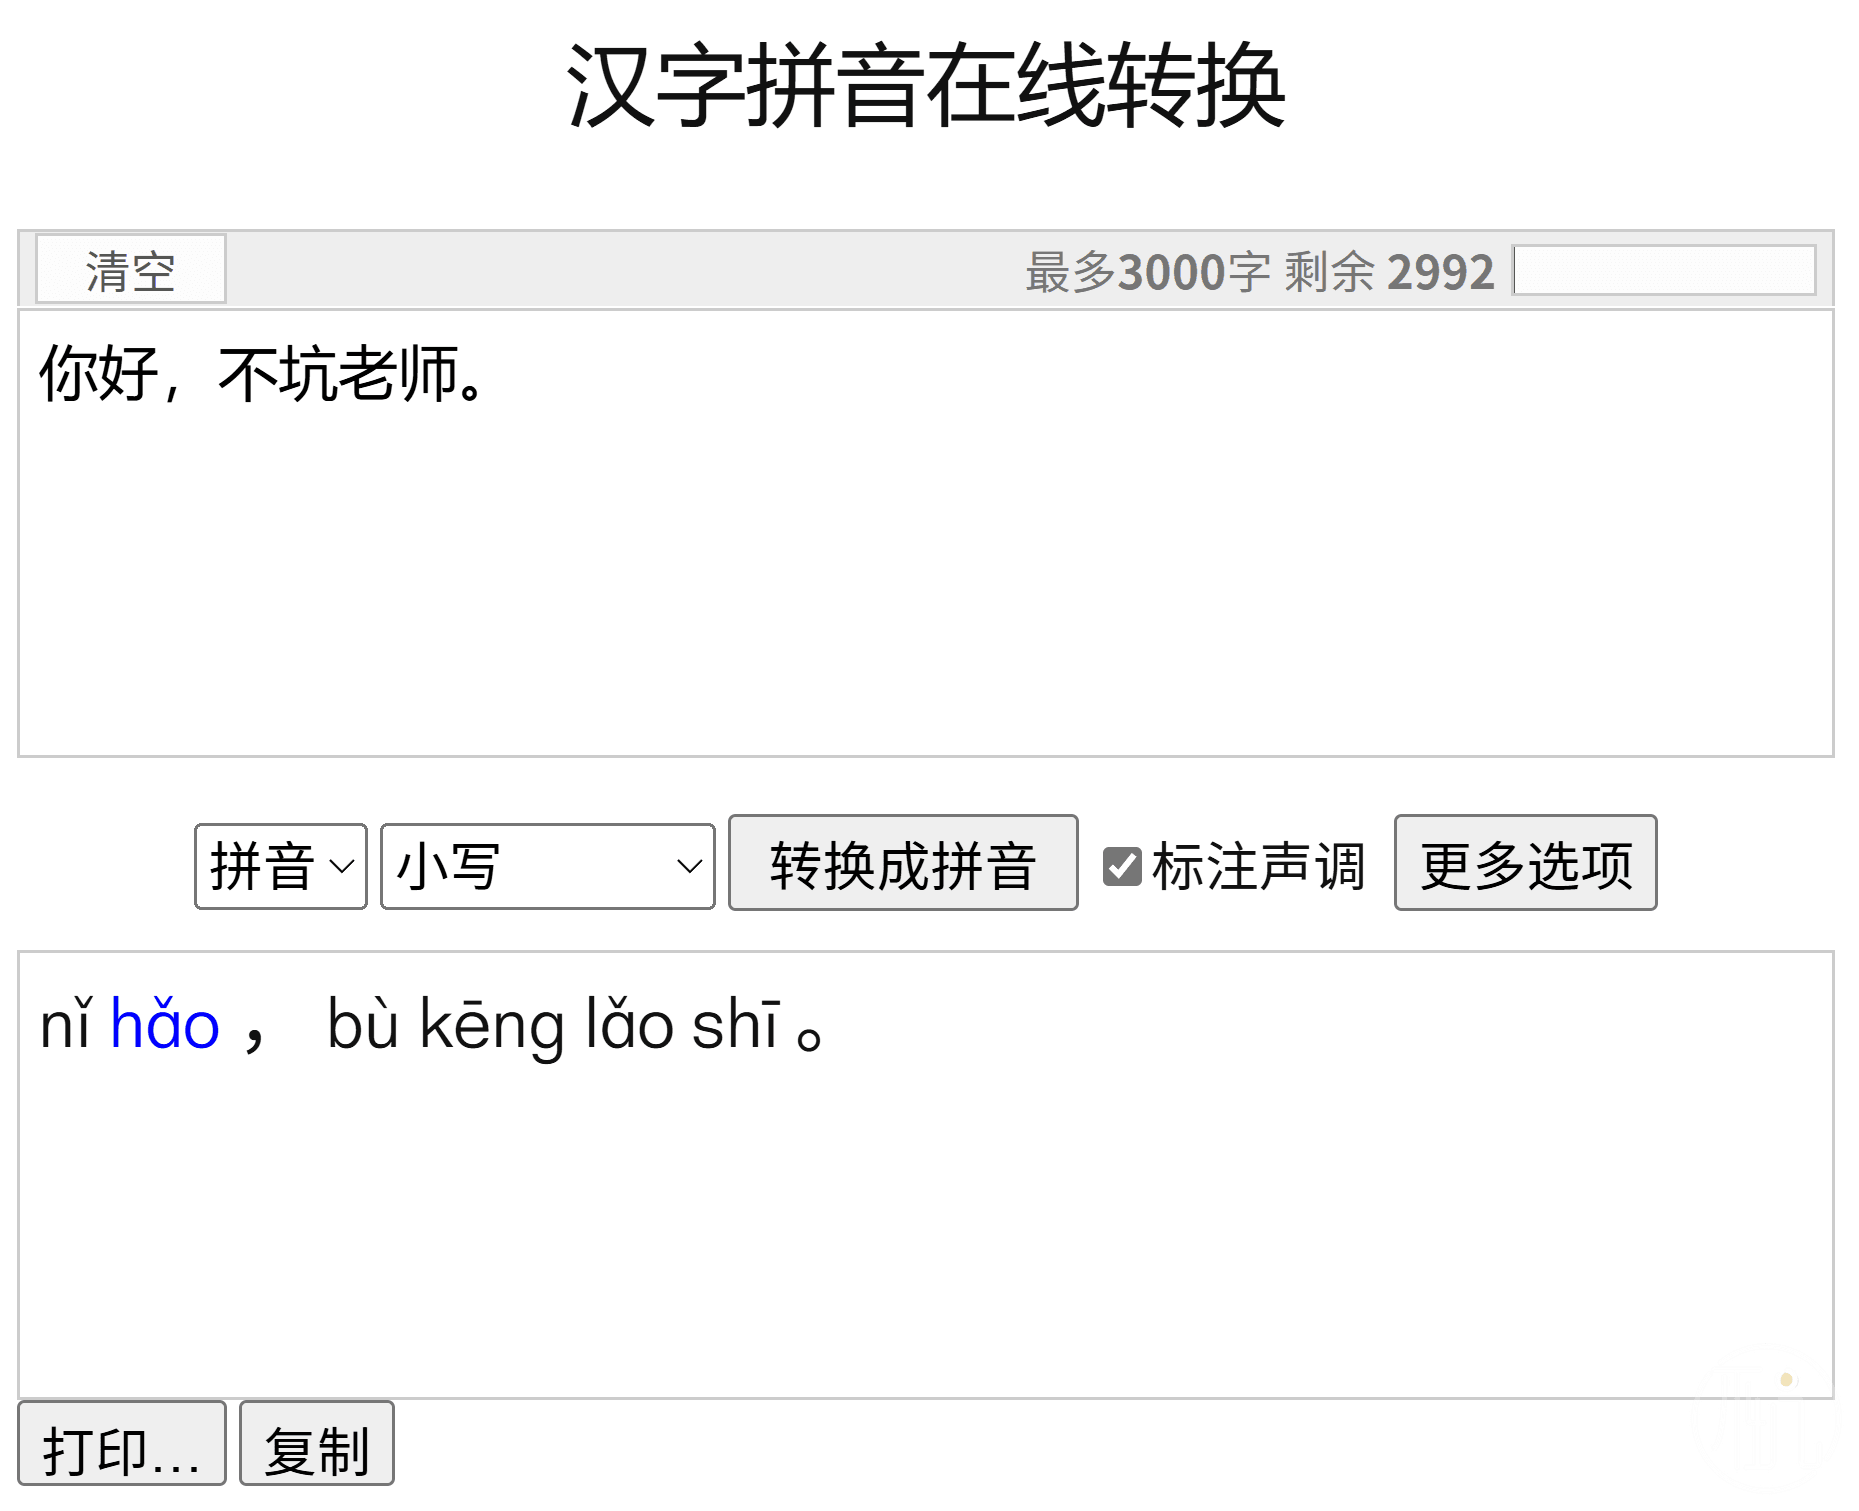 汉字拼音在线转换
清空 最多3000字 剩余 2992
你好，不坑老师。
拼音 小写 转换成拼音 标注声调 更多选项
nǐ hǎo ， bù kēng lǎo shī 。
打印... 复制